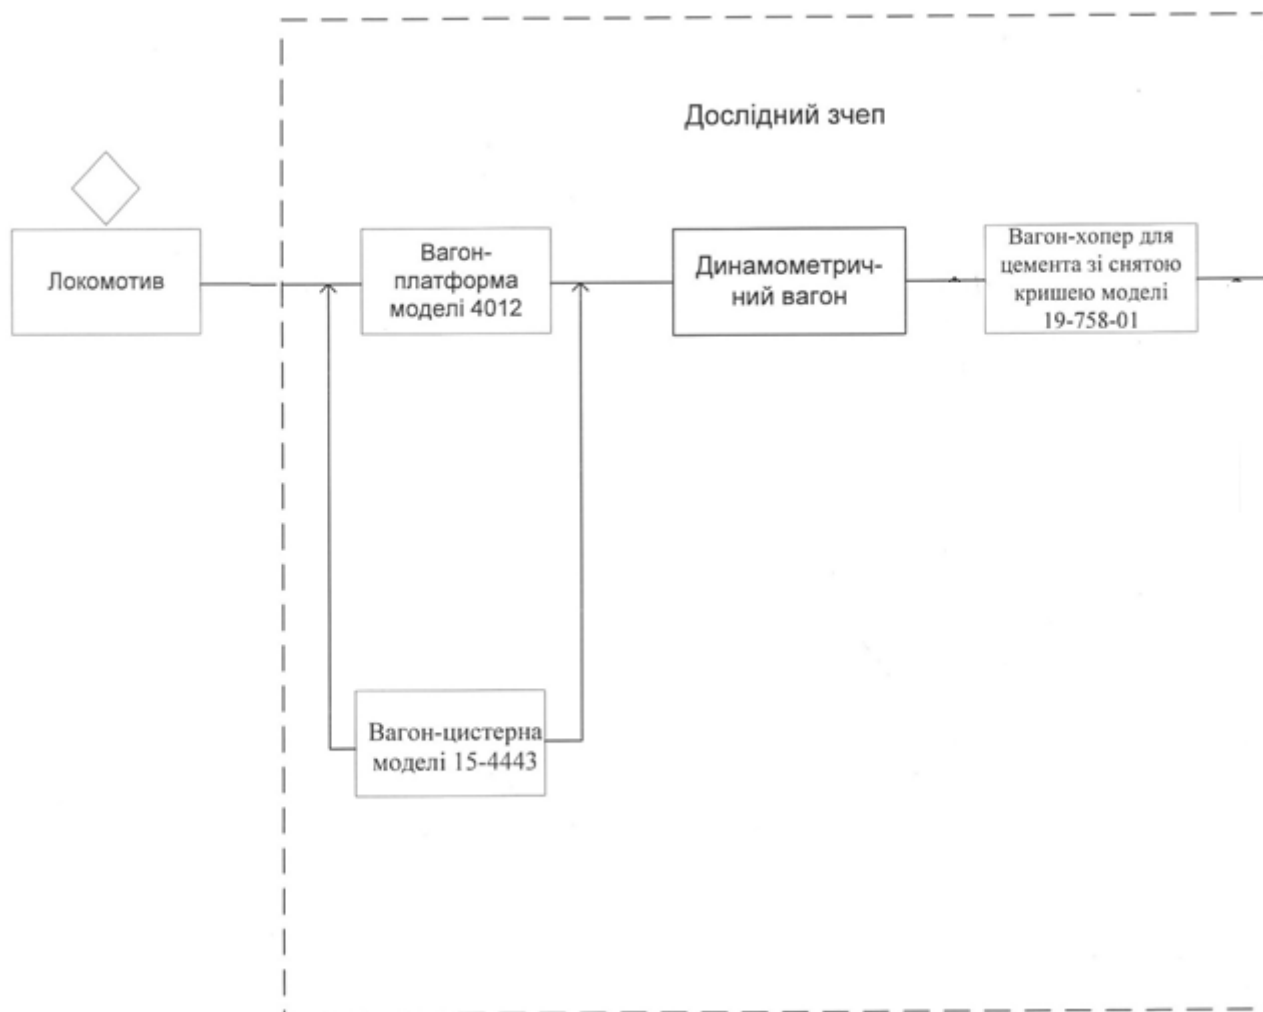 Дослідний зчеп
Локомотив
Вагон-
платформа
моделі 4012
Динамометрич-
ний вагон
Вагон-хопер для
цемента зі снятою
кришею моделі
19-758-01
Вагон-цистерна
моделі 15-4443